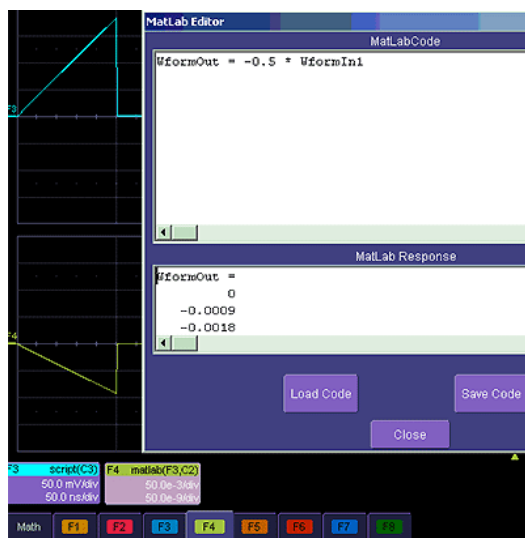 MatLab Editor
MatLabCode
WformOut = -0.5 * WformIn1
F3
MatLab Response
WformOut =
0
-0.0009
-0.0018
F4
Load Code
Save Code
Close
F3 script(C3)
50.0 mV/div
50.0 ns/div
F4 matlab(F3,C2)
50.0e-3/div
50.0e-9/div
Math F1 F2 F3 F4 F5 F6 F7 F8